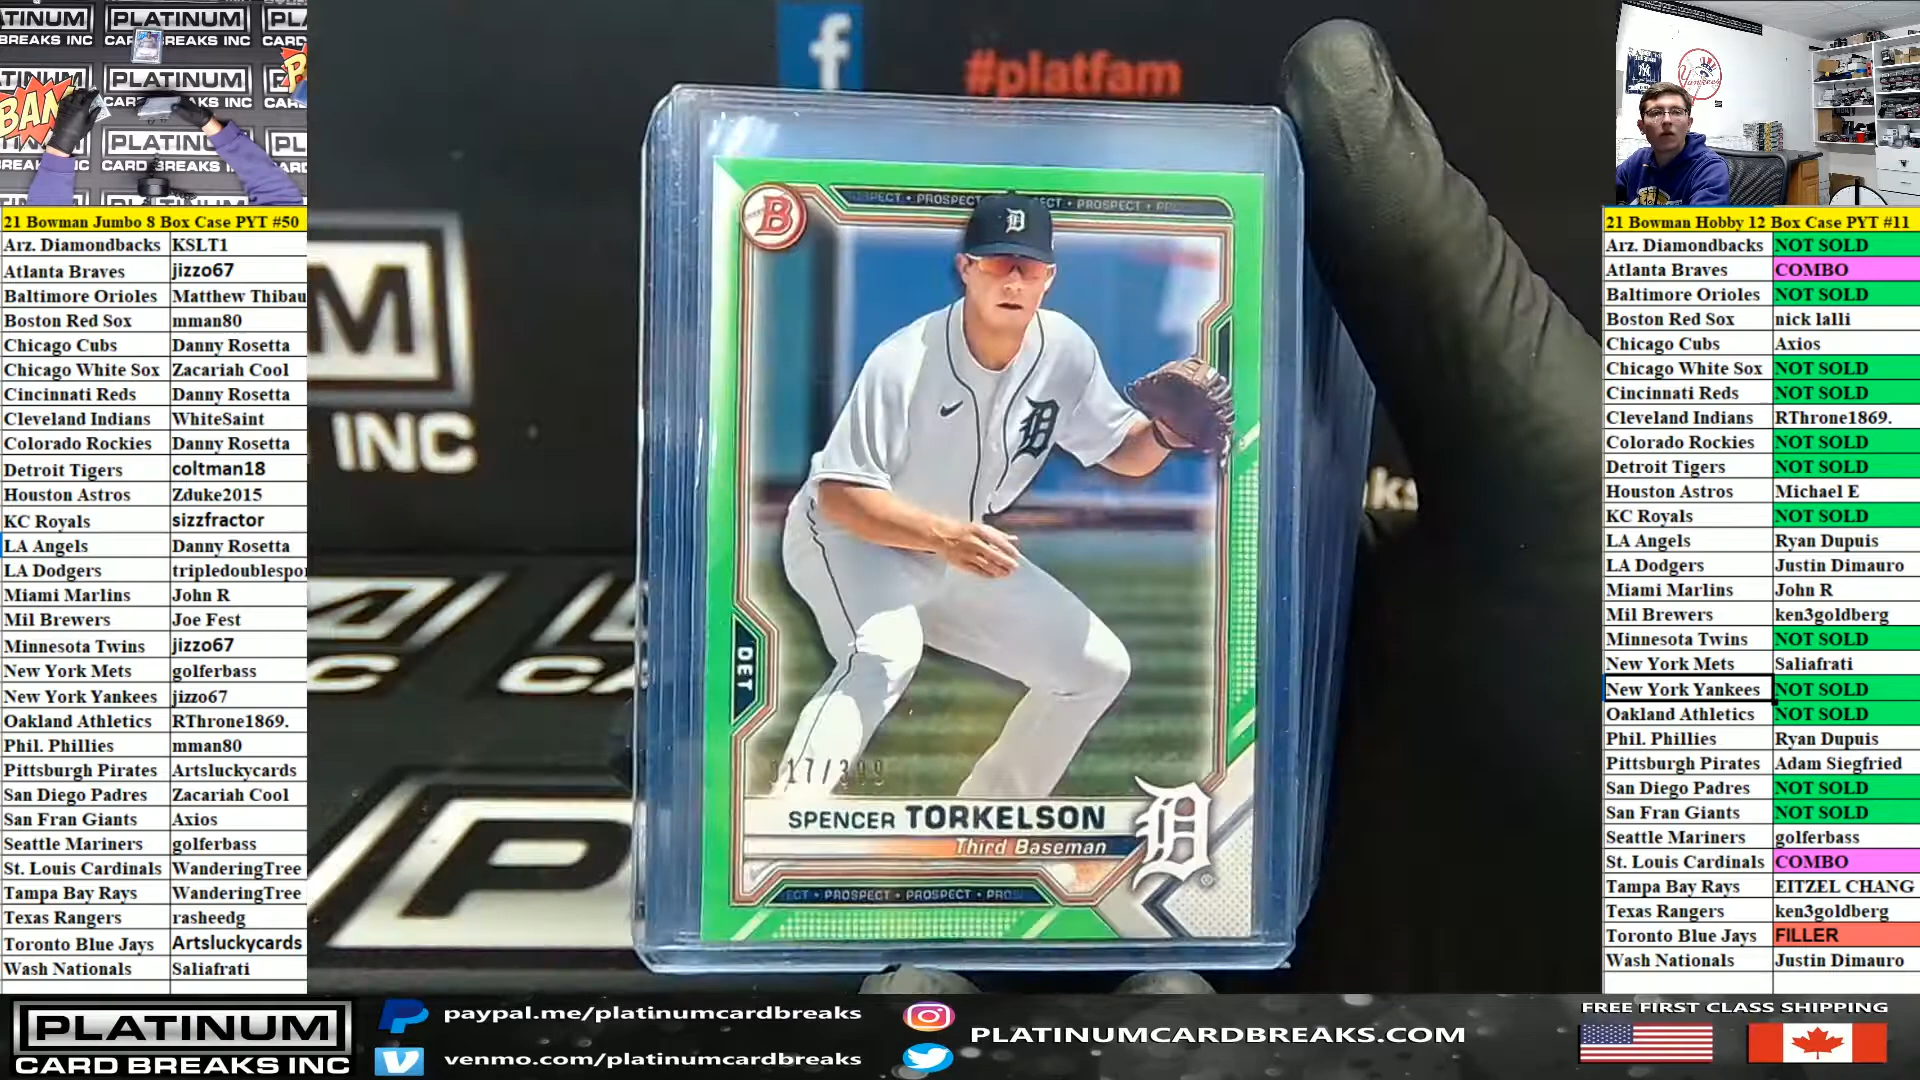 PLATINUM
CARD BREAKS INC
BAM
21 Bowman Jumbo 8 Box Case PYT #50
Arz. Diamondbacks KSLT1
Atlanta Braves jizzo67
Baltimore Orioles Matthew Thibau
Boston Red Sox mman80
Chicago Cubs Danny Rosetta
Chicago White Sox Zacariah Cool
Cincinnati Reds Danny Rosetta
Cleveland Indians WhiteSaint
Colorado Rockies Danny Rosetta
Detroit Tigers coltman18
Houston Astros Zduke2015
KC Royals sizzfractor
LA Angels Danny Rosetta
LA Dodgers tripledoublespor
Miami Marlins John R
Mil Brewers Joe Fest
Minnesota Twins jizzo67
New York Mets golferbass
New York Yankees jizzo67
Oakland Athletics RThrone1869.
Phil. Phillies mman80
Pittsburgh Pirates Artsluckycards
San Diego Padres Zacariah Cool
San Fran Giants Axios
Seattle Mariners golferbass
St. Louis Cardinals WanderingTree
Tampa Bay Rays WanderingTree
Texas Rangers rasheedg
Toronto Blue Jays Artsluckycards
Wash Nationals Saliafrati
f
#platfam
M
INC
B
PROSPECT • PROSPECT
D
D
DET
017/399
SPENCER TORKELSON
Third Baseman
D
PROSPECT • PROSPECT
Yankees
21 Bowman Hobby 12 Box Case PYT #11
Arz. Diamondbacks NOT SOLD
Atlanta Braves COMBO
Baltimore Orioles NOT SOLD
Boston Red Sox nick lalli
Chicago Cubs Axios
Chicago White Sox NOT SOLD
Cincinnati Reds NOT SOLD
Cleveland Indians RThrone1869.
Colorado Rockies NOT SOLD
Detroit Tigers NOT SOLD
Houston Astros Michael E
KC Royals NOT SOLD
LA Angels Ryan Dupuis
LA Dodgers Justin Dimauro
Miami Marlins John R
Mil Brewers ken3goldberg
Minnesota Twins NOT SOLD
New York Mets Saliafrati
New York Yankees NOT SOLD
Oakland Athletics NOT SOLD
Phil. Phillies Ryan Dupuis
Pittsburgh Pirates Adam Siegfried
San Diego Padres NOT SOLD
San Fran Giants NOT SOLD
Seattle Mariners golferbass
St. Louis Cardinals COMBO
Tampa Bay Rays EITZEL CHANG
Texas Rangers ken3goldberg
Toronto Blue Jays FILLER
Wash Nationals Justin Dimauro
PLATINUM
CARD BREAKS INC
paypal.me/platinumcardbreaks
venmo.com/platinumcardbreaks
PLATINUMCARDBREAKS.COM
FREE FIRST CLASS SHIPPING